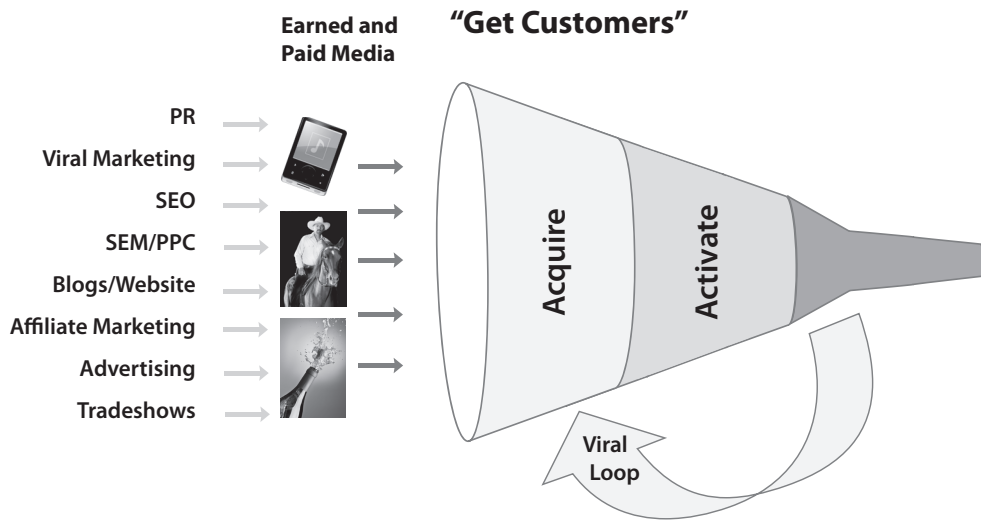 Earned and
Paid Media
“Get Customers”
PR
Viral Marketing
SEO
SEM/PPC
Blogs/Website
Affiliate Marketing
Advertising
Tradeshows
Acquire
Activate
Viral
Loop